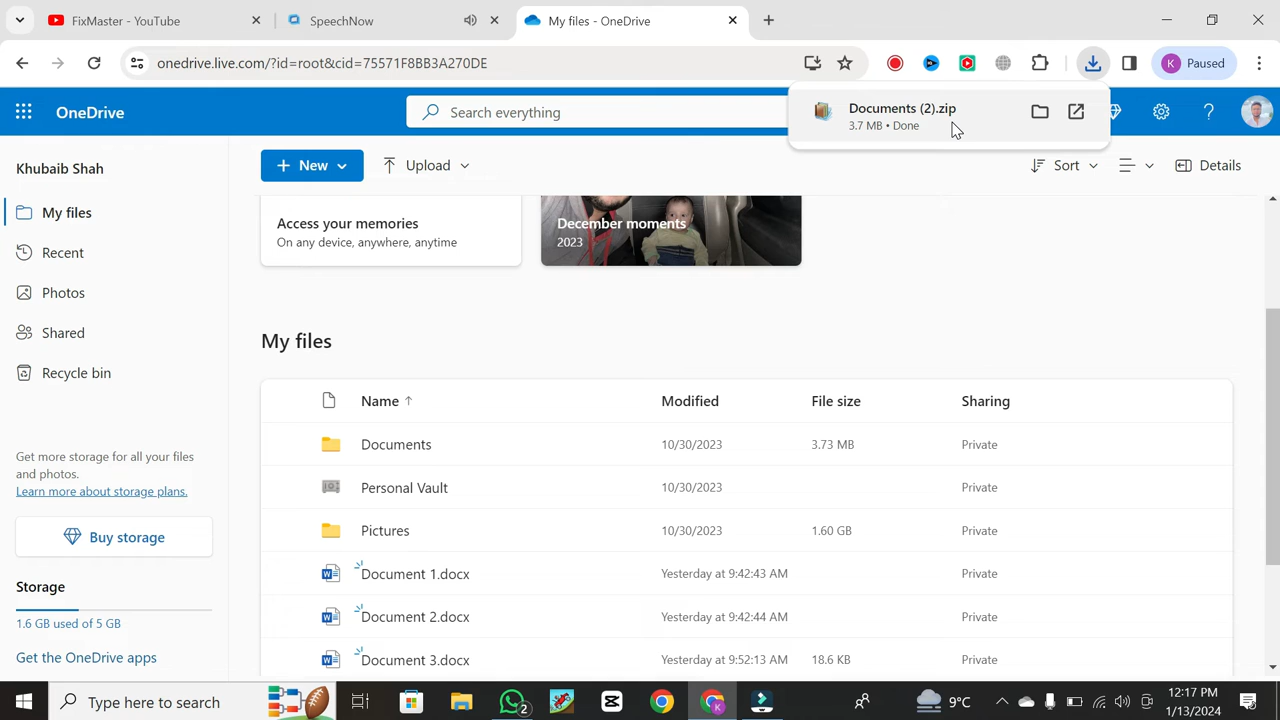 FixMaster - YouTube
SpeechNow
My files - OneDrive
onedrive.live.com/?id=root&cid=75571F8BB3A270DE
K Paused
OneDrive
Search everything
Documents (2).zip
3.7 MB • Done
Khubaib Shah
New
Upload
Sort
Details
My files
Recent
Photos
Shared
Recycle bin
Access your memories
On any device, anywhere, anytime
December moments
2023
My files
Name Modified File size Sharing
Documents 10/30/2023 3.73 MB Private
Personal Vault 10/30/2023 Private
Pictures 10/30/2023 1.60 GB Private
Document 1.docx Yesterday at 9:42:43 AM Private
Document 2.docx Yesterday at 9:42:44 AM Private
Document 3.docx Yesterday at 9:52:13 AM 18.6 KB Private
Get more storage for all your files
and photos.
Learn more about storage plans.
Buy storage
Storage
1.6 GB used of 5 GB
Get the OneDrive apps
Type here to search
2
9°C
12:17 PM
1/13/2024